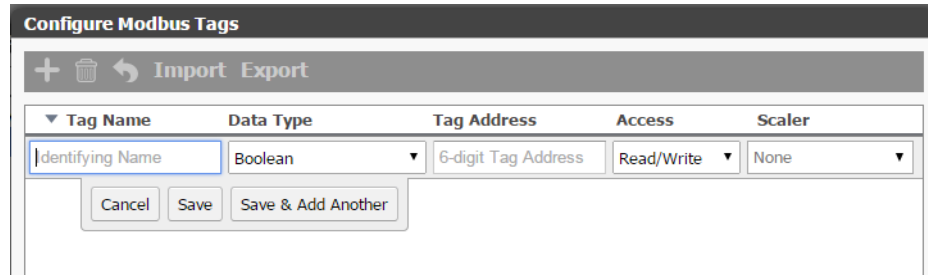 Configure Modbus Tags
Import Export
Tag Name Data Type Tag Address Access Scaler
Identifying Name Boolean 6-digit Tag Address Read/Write None
Cancel Save Save & Add Another